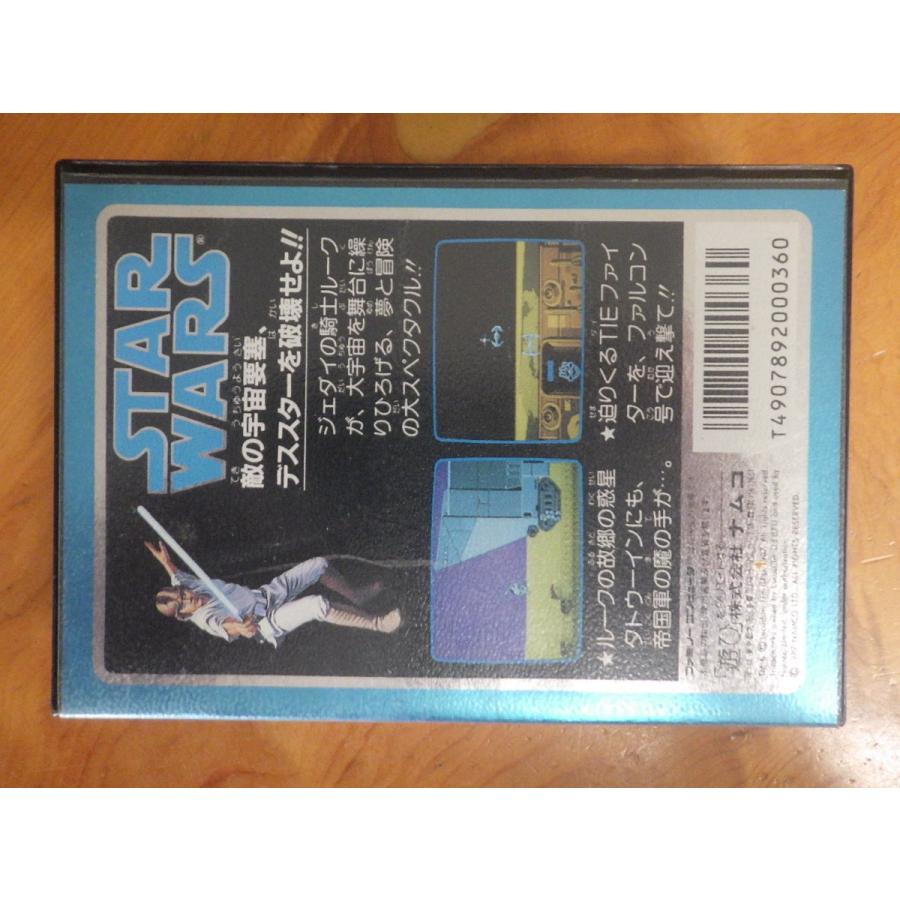 STAR
WARS®
敵の宇宙要塞、
デススターを破壊せよ!!
ジェダイの騎士ルーク
が、大宇宙を舞台に繰
りひろげる、夢と冒険
の大スペクタクル!!
★ルークの故郷の惑星
タトゥーインにも、
帝国軍の魔の手が…。
★迫りくるTIEファイ
ターを、ファルコン
号で迎え撃て!!
T4907892000360
株式会社 ナムコ